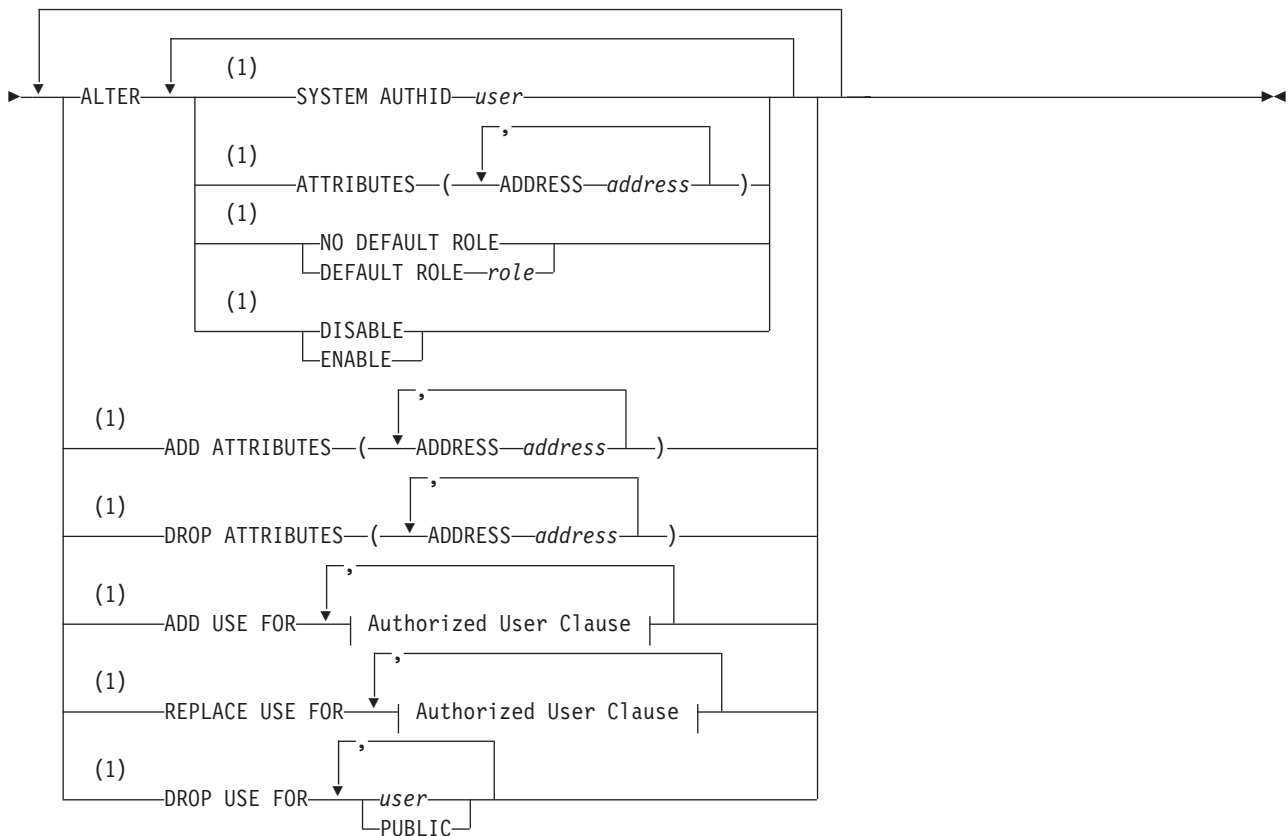 (1)
ALTER SYSTEM AUTHID user
,
(1)
ATTRIBUTES ( ADDRESS address )
(1)
NO DEFAULT ROLE
DEFAULT ROLE role
(1)
DISABLE
ENABLE
,
(1)
ADD ATTRIBUTES ( ADDRESS address )
,
(1)
DROP ATTRIBUTES ( ADDRESS address )
,
(1)
ADD USE FOR Authorized User Clause
,
(1)
REPLACE USE FOR Authorized User Clause
,
(1)
DROP USE FOR user
PUBLIC